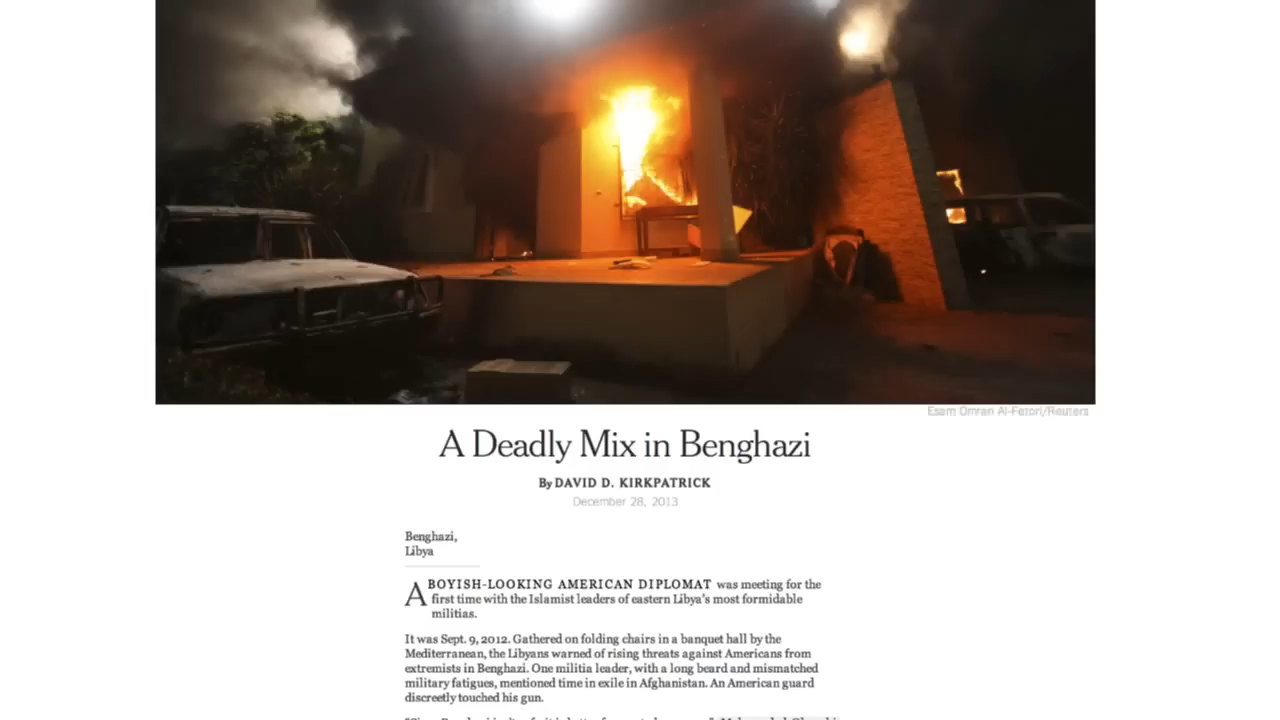 Esam Omran Al-Fetori/Reuters
A Deadly Mix in Benghazi
By DAVID D. KIRKPATRICK
December 28, 2013
Benghazi,
Libya
A BOYISH-LOOKING AMERICAN DIPLOMAT was meeting for the
first time with the Islamist leaders of eastern Libya's most formidable
militias.
It was Sept. 9, 2012. Gathered on folding chairs in a banquet hall by the
Mediterranean, the Libyans warned of rising threats against Americans from
extremists in Benghazi. One militia leader, with a long beard and mismatched
military fatigues, mentioned time in exile in Afghanistan. An American guard
discreetly touched his gun.